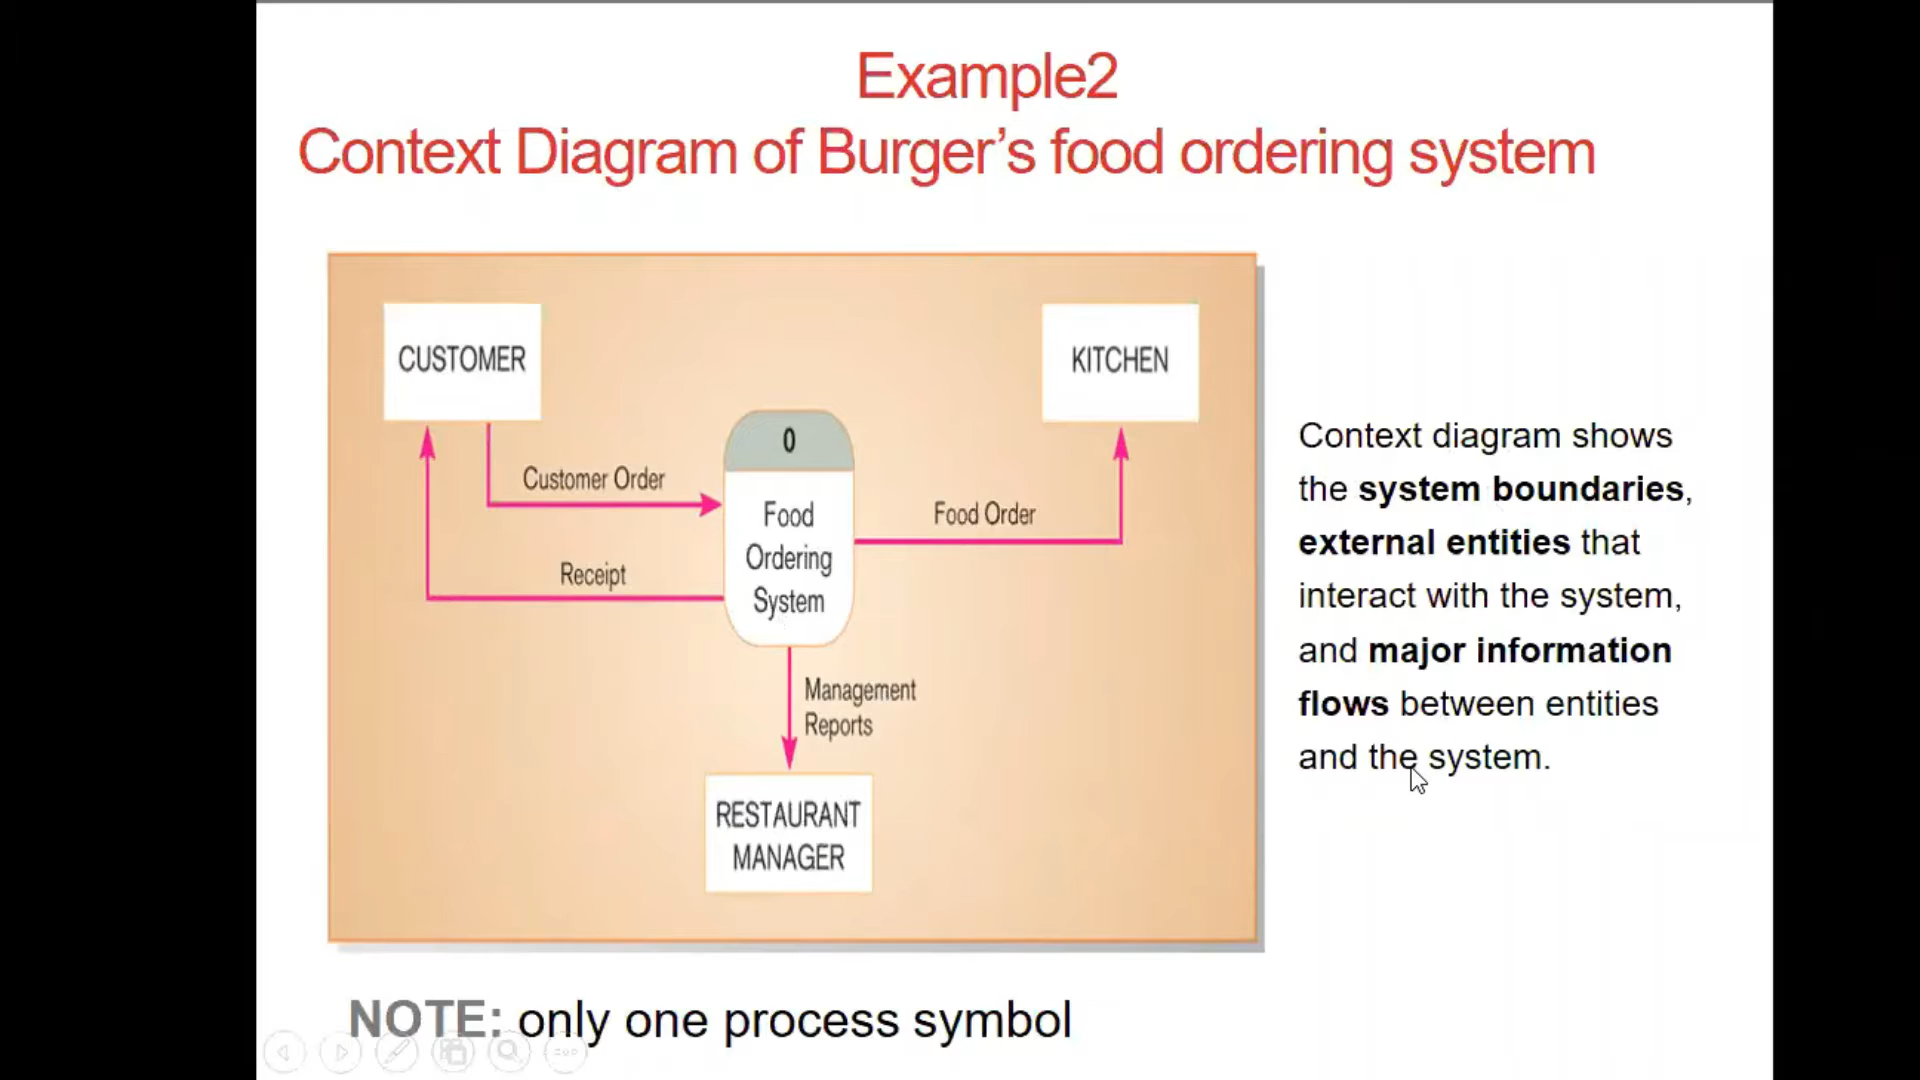 Example2
Context Diagram of Burger’s food ordering system
CUSTOMER
KITCHEN
0
Customer Order
Food
Ordering
System
Food Order
Receipt
Management
Reports
RESTAURANT
MANAGER
Context diagram shows
the system boundaries,
external entities that
interact with the system,
and major information
flows between entities
and the system.
NOTE: only one process symbol